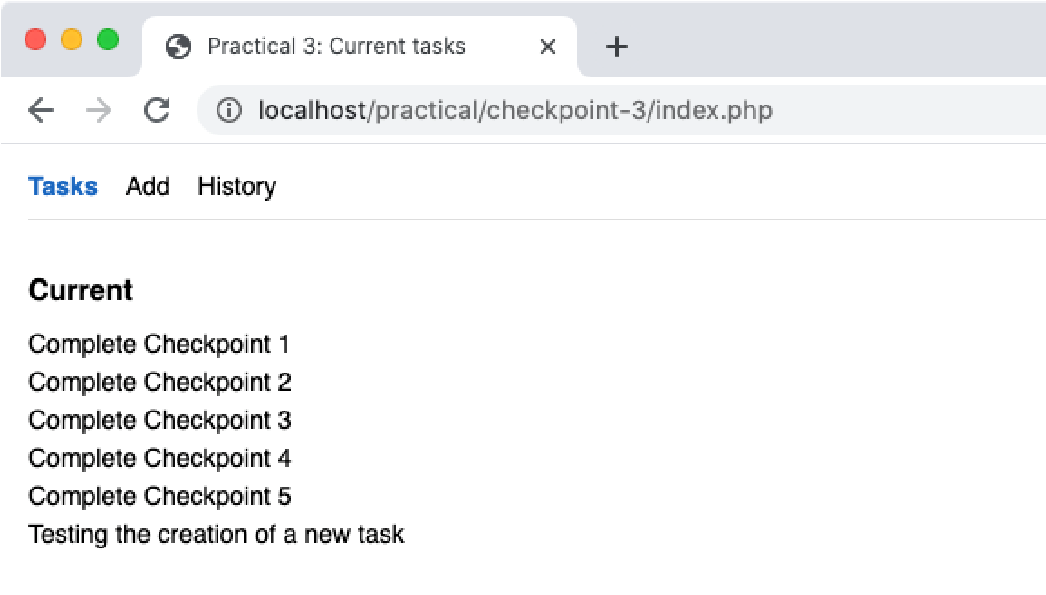 Practical 3: Current tasks
localhost/practical/checkpoint-3/index.php
Tasks Add History
Current
Complete Checkpoint 1
Complete Checkpoint 2
Complete Checkpoint 3
Complete Checkpoint 4
Complete Checkpoint 5
Testing the creation of a new task